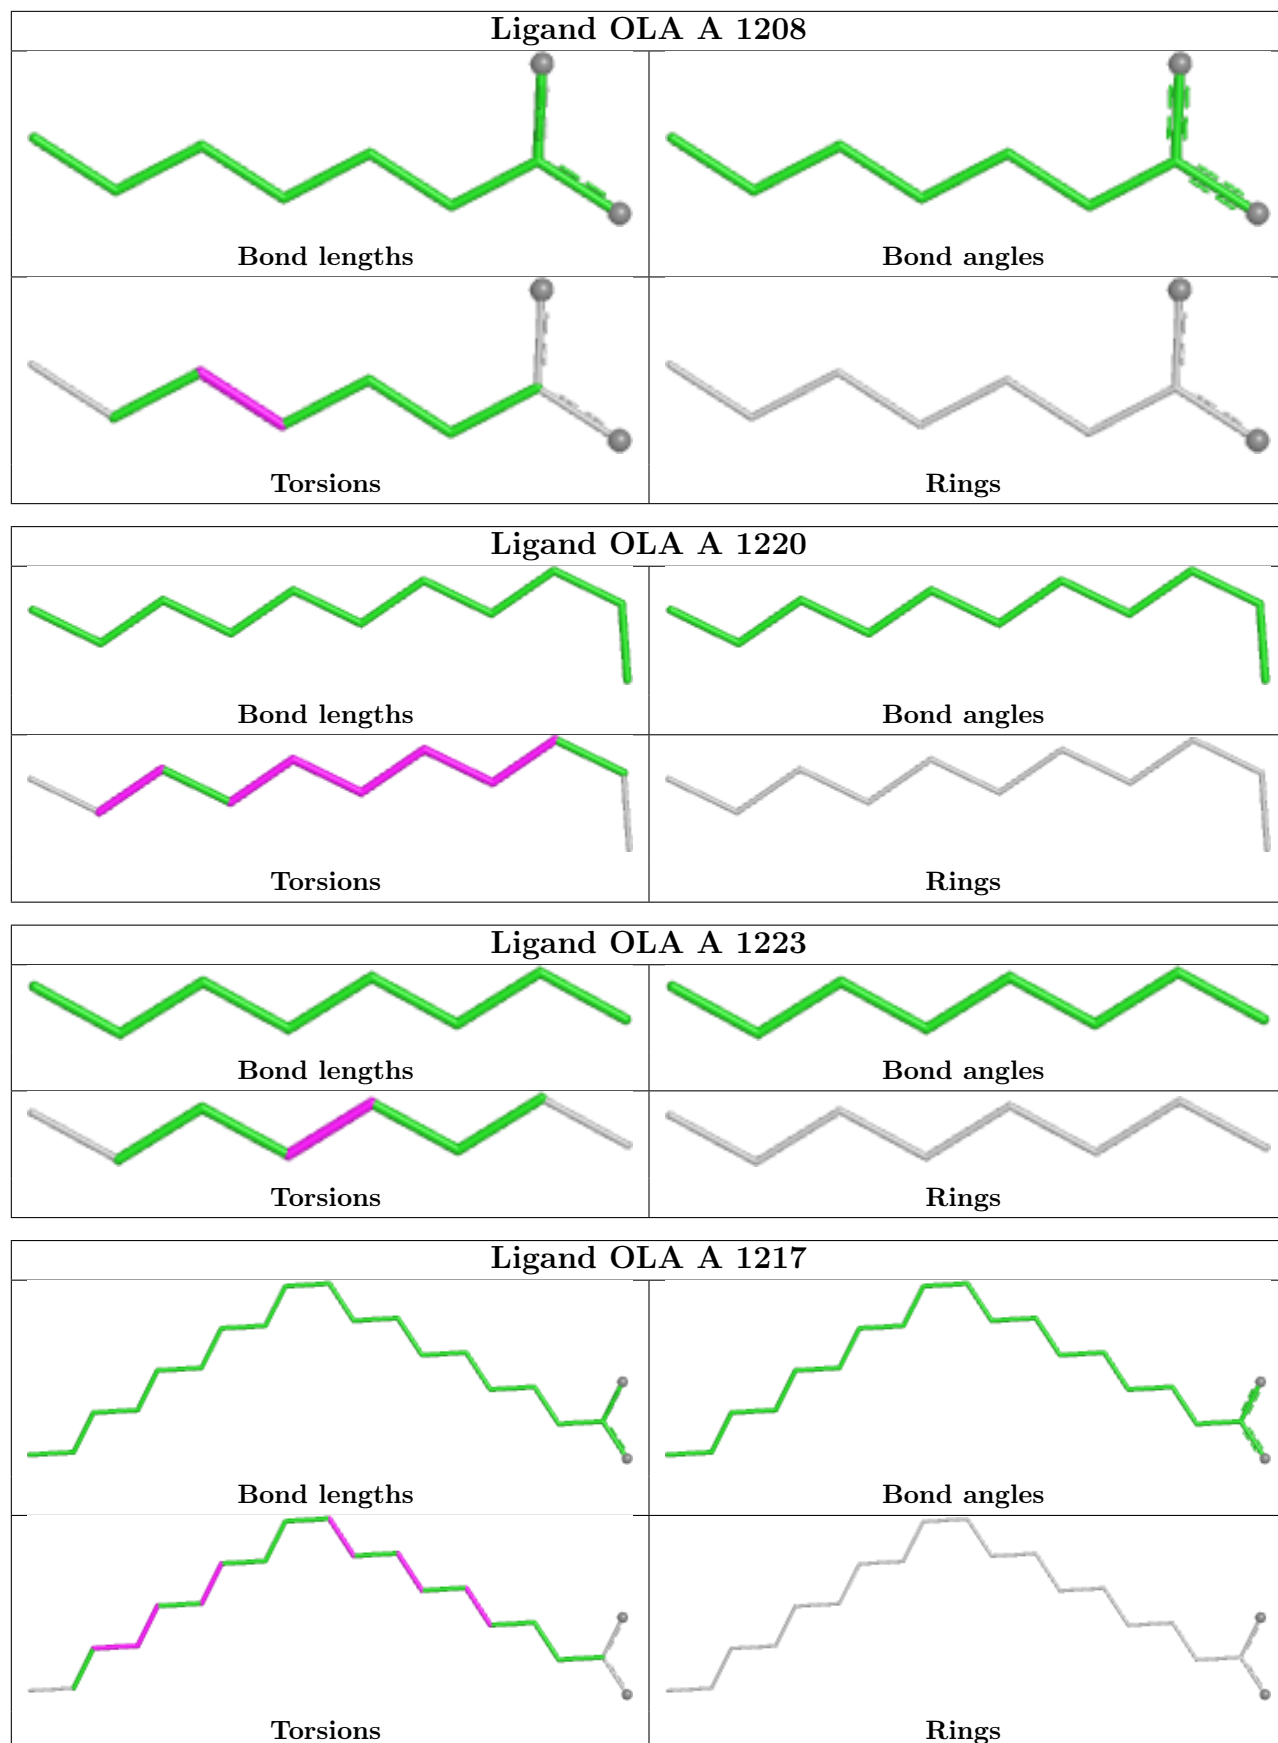 Ligand OLA A 1208
Bond lengths
Bond angles
Torsions
Rings
Ligand OLA A 1220
Bond lengths
Bond angles
Torsions
Rings
Ligand OLA A 1223
Bond lengths
Bond angles
Torsions
Rings
Ligand OLA A 1217
Bond lengths
Bond angles
Torsions
Rings